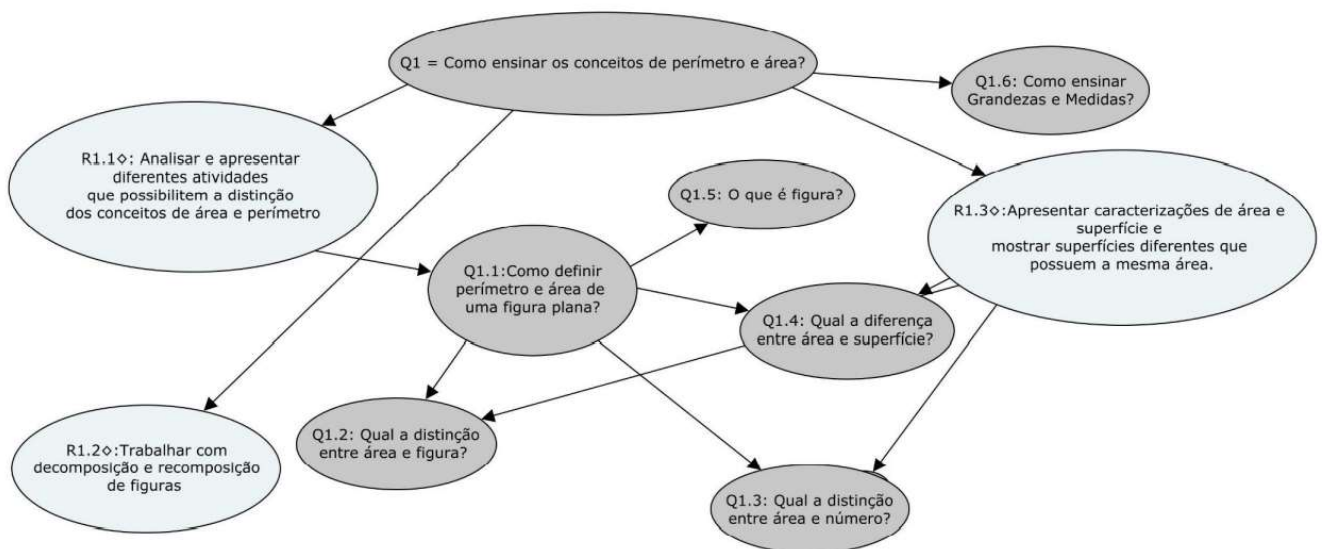 Q1 = Como ensinar os conceitos de perímetro e área?
Q1.6: Como ensinar
Grandezas e Medidas?
R1.1◇: Analisar e apresentar
diferentes atividades
que possibilitem a distinção
dos conceitos de área e perímetro
Q1.5: O que é figura?
R1.3◇:Apresentar caracterizações de área e
superfície e
mostrar superfícies diferentes que
possuem a mesma área.
Q1.1:Como definir
perímetro e área de
uma figura plana?
Q1.4: Qual a diferença
entre área e superfície?
R1.2◇:Trabalhar com
decomposição e recomposição
de figuras
Q1.2: Qual a distinção
entre área e figura?
Q1.3: Qual a distinção
entre área e número?